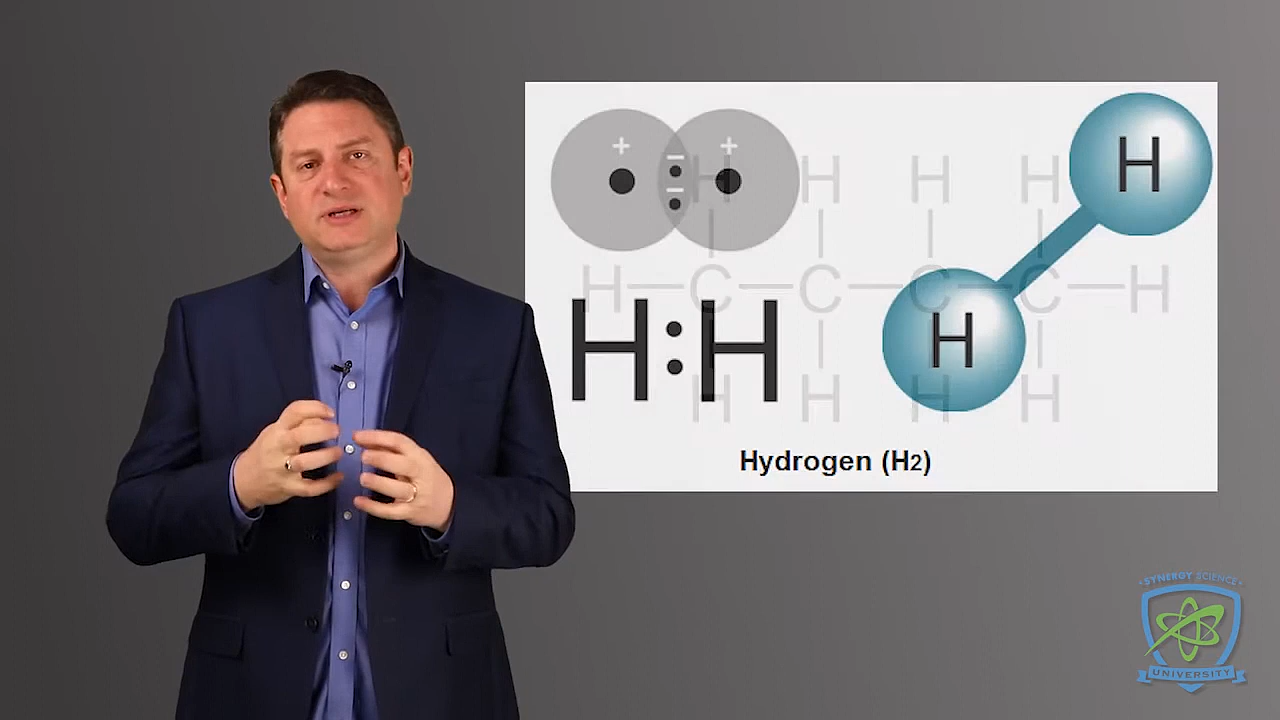 + +
– –
H H H H
H–C–C–C–C–H
H H H H
H:H
H
H
Hydrogen (H2)
SYNERGY SCIENCE
UNIVERSITY